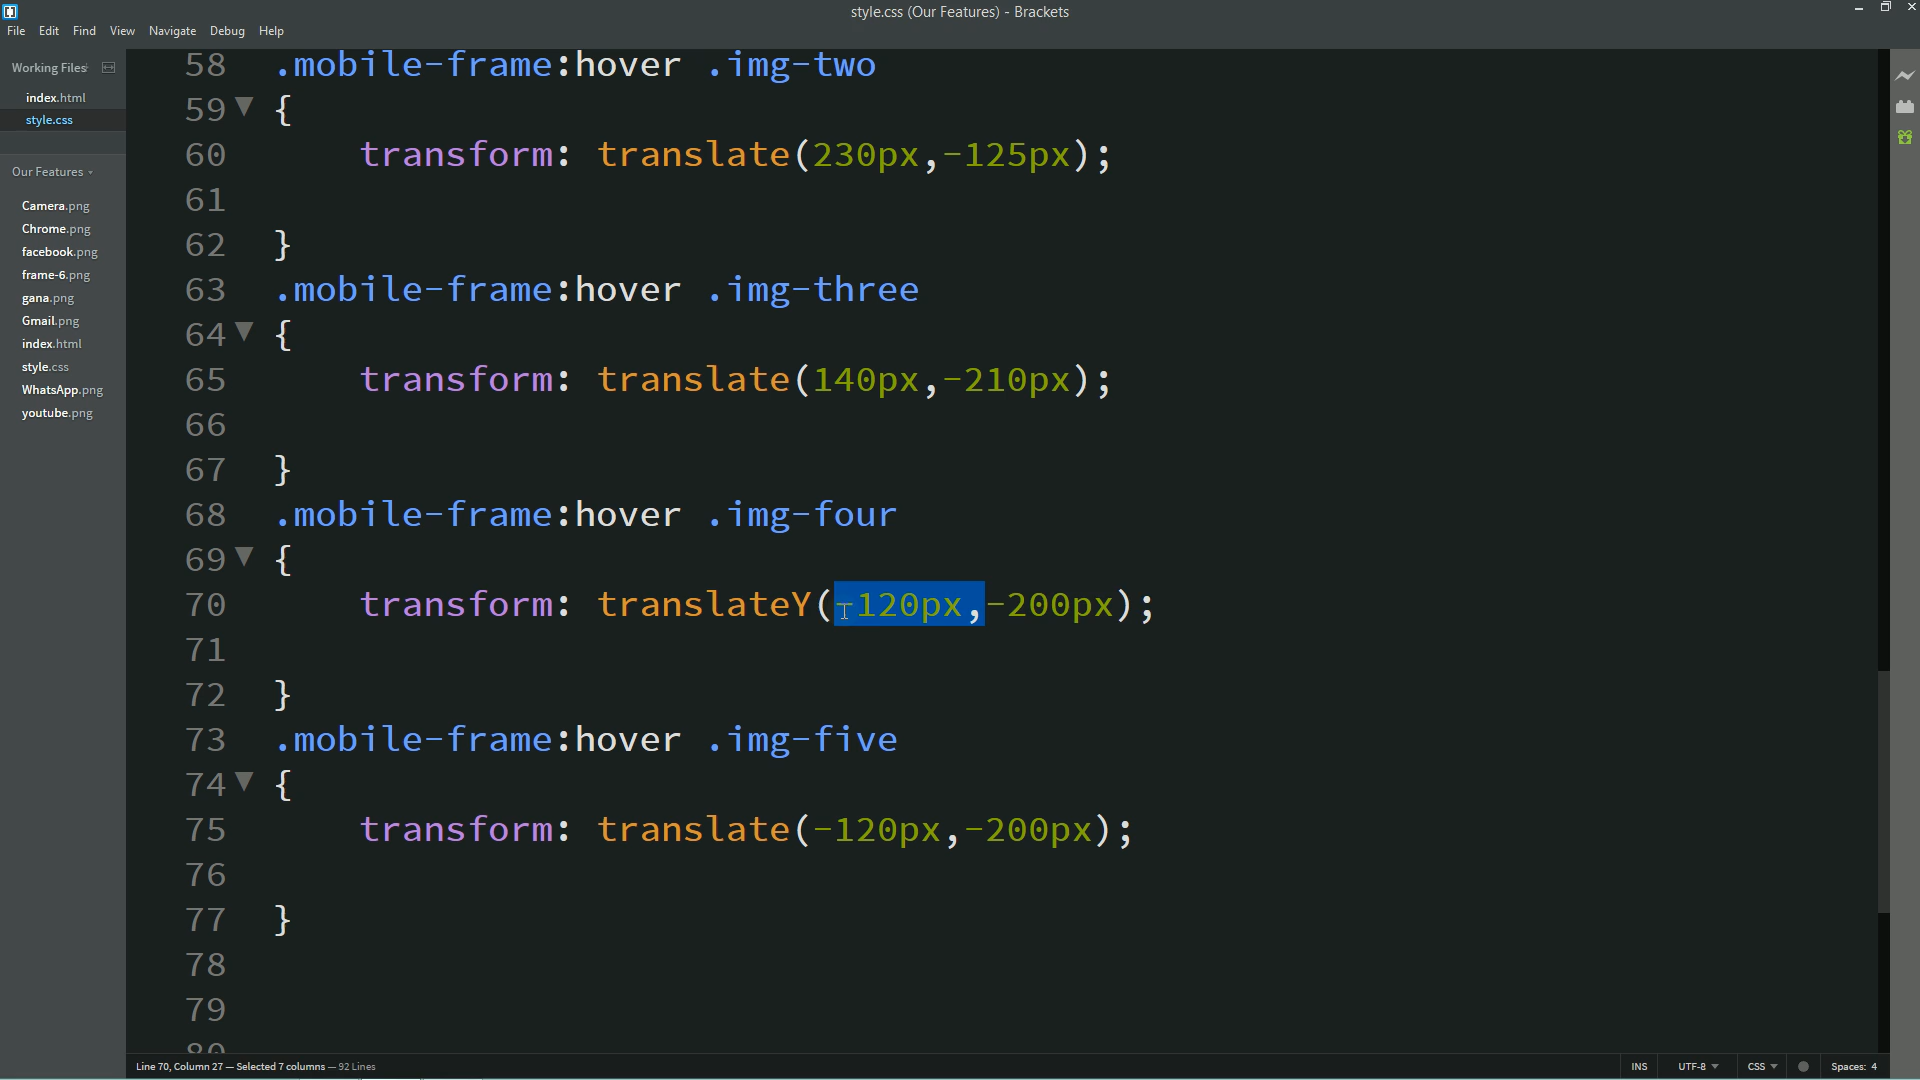 style.css (Our Features) - Brackets
File Edit Find View Navigate Debug Help
Working Files
index.html
style.css
Our Features
Camera.png
Chrome.png
facebook.png
frame-6.png
gana.png
Gmail.png
index.html
style.css
WhatsApp.png
youtube.png
58 .mobile-frame:hover .img-two
59 {
60 transform: translate(230px,-125px);
61
62 }
63 .mobile-frame:hover .img-three
64 {
65 transform: translate(140px,-210px);
66
67 }
68 .mobile-frame:hover .img-four
69 {
70 transform: translateY(-120px,-200px);
71
72 }
73 .mobile-frame:hover .img-five
74 {
75 transform: translate(-120px,-200px);
76
77 }
78
79
80
Line 70, Column 27 — Selected 7 columns — 92 Lines
INS UTF-8 CSS Spaces: 4